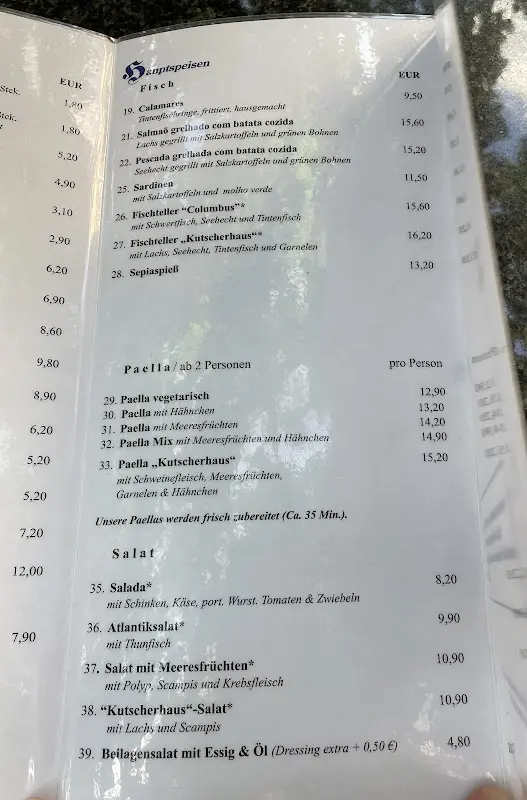 Stek.
EUR
1,80
Stek.
1,80
5,20
4,90
3,10
2,90
6,20
6,90
8,60
9,80
8,90
6,20
5,20
5,20
7,20
12,00
7,90
Hauptspeisen
Fisch
EUR
19. Calamares 9,50
Tintenfischringe, frittiert, hausgemacht
21. Salmaõ grelhado com batata cozida 15,60
Lachs gegrillt mit Salzkartoffeln und grünen Bohnen
22. Pescada grelhada com batata cozida 15,20
Seehecht gegrillt mit Salzkartoffeln und grünen Bohnen
25. Sardinen 11,50
mit Salzkartoffeln und molho verde
26. Fischteller "Columbus"* 15,60
mit Schwertfisch, Seehecht und Tintenfisch
27. Fischteller „Kutscherhaus"* 16,20
mit Lachs, Seehecht, Tintenfisch und Garnelen
28. Sepiaspieß 13,20
Paella / ab 2 Personen pro Person
29. Paella vegetarisch 12,90
30. Paella mit Hähnchen 13,20
31. Paella mit Meeresfrüchten 14,20
32. Paella Mix mit Meeresfrüchten und Hähnchen 14,90
33. Paella „Kutscherhaus" 15,20
mit Schweinefleisch, Meeresfrüchten,
Garnelen & Hähnchen
Unsere Paellas werden frisch zubereitet (Ca. 35 Min.).
Salat
35. Salada* 8,20
mit Schinken, Käse, port. Wurst. Tomaten & Zwiebeln
36. Atlantiksalat* 9,90
mit Thunfisch
37. Salat mit Meeresfrüchten* 10,90
mit Polyp, Scampis und Krebsfleisch
38. "Kutscherhaus"-Salat* 10,90
mit Lachs und Scampis
39. Beilagensalat mit Essig & Öl (Dressing extra + 0,50 €) 4,80